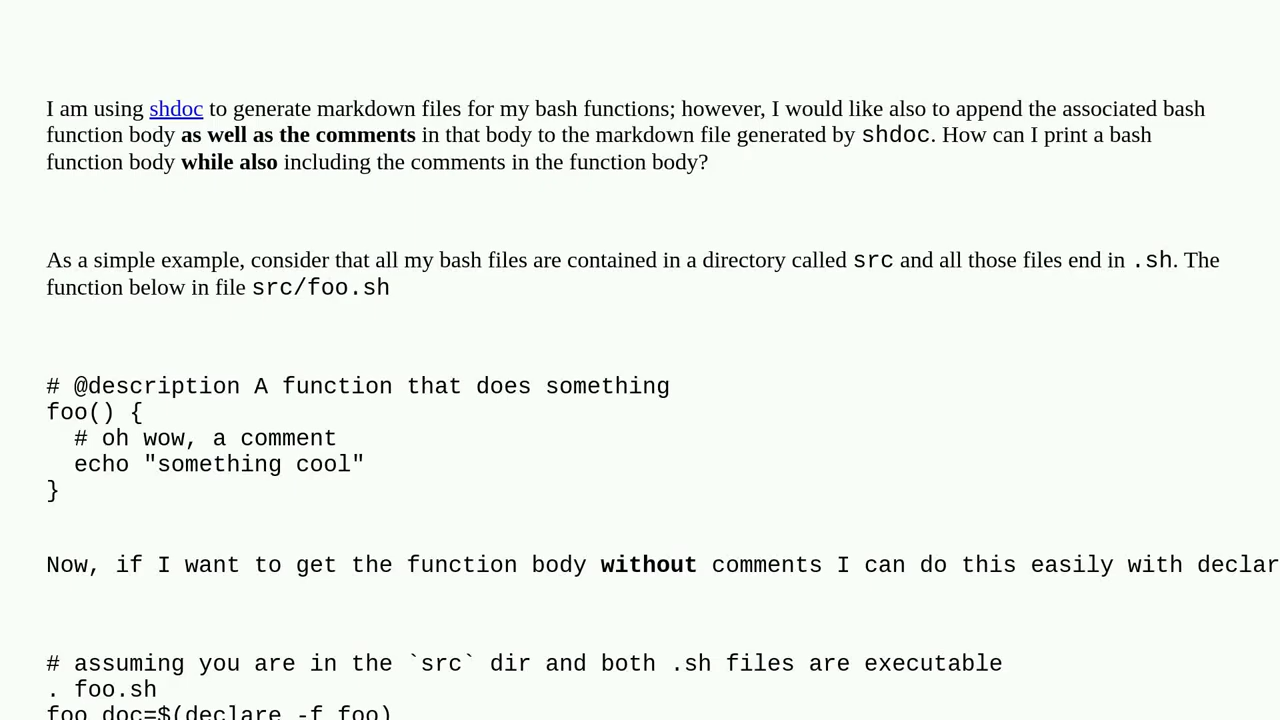 I am using shdoc to generate markdown files for my bash functions; however, I would like also to append the associated bash
function body as well as the comments in that body to the markdown file generated by shdoc. How can I print a bash
function body while also including the comments in the function body?
As a simple example, consider that all my bash files are contained in a directory called src and all those files end in .sh. The
function below in file src/foo.sh
# @description A function that does something
foo() {
  # oh wow, a comment
  echo "something cool"
}
Now, if I want to get the function body without comments I can do this easily with declar
# assuming you are in the `src` dir and both .sh files are executable
. foo.sh
foo_doc=$(declare -f foo)